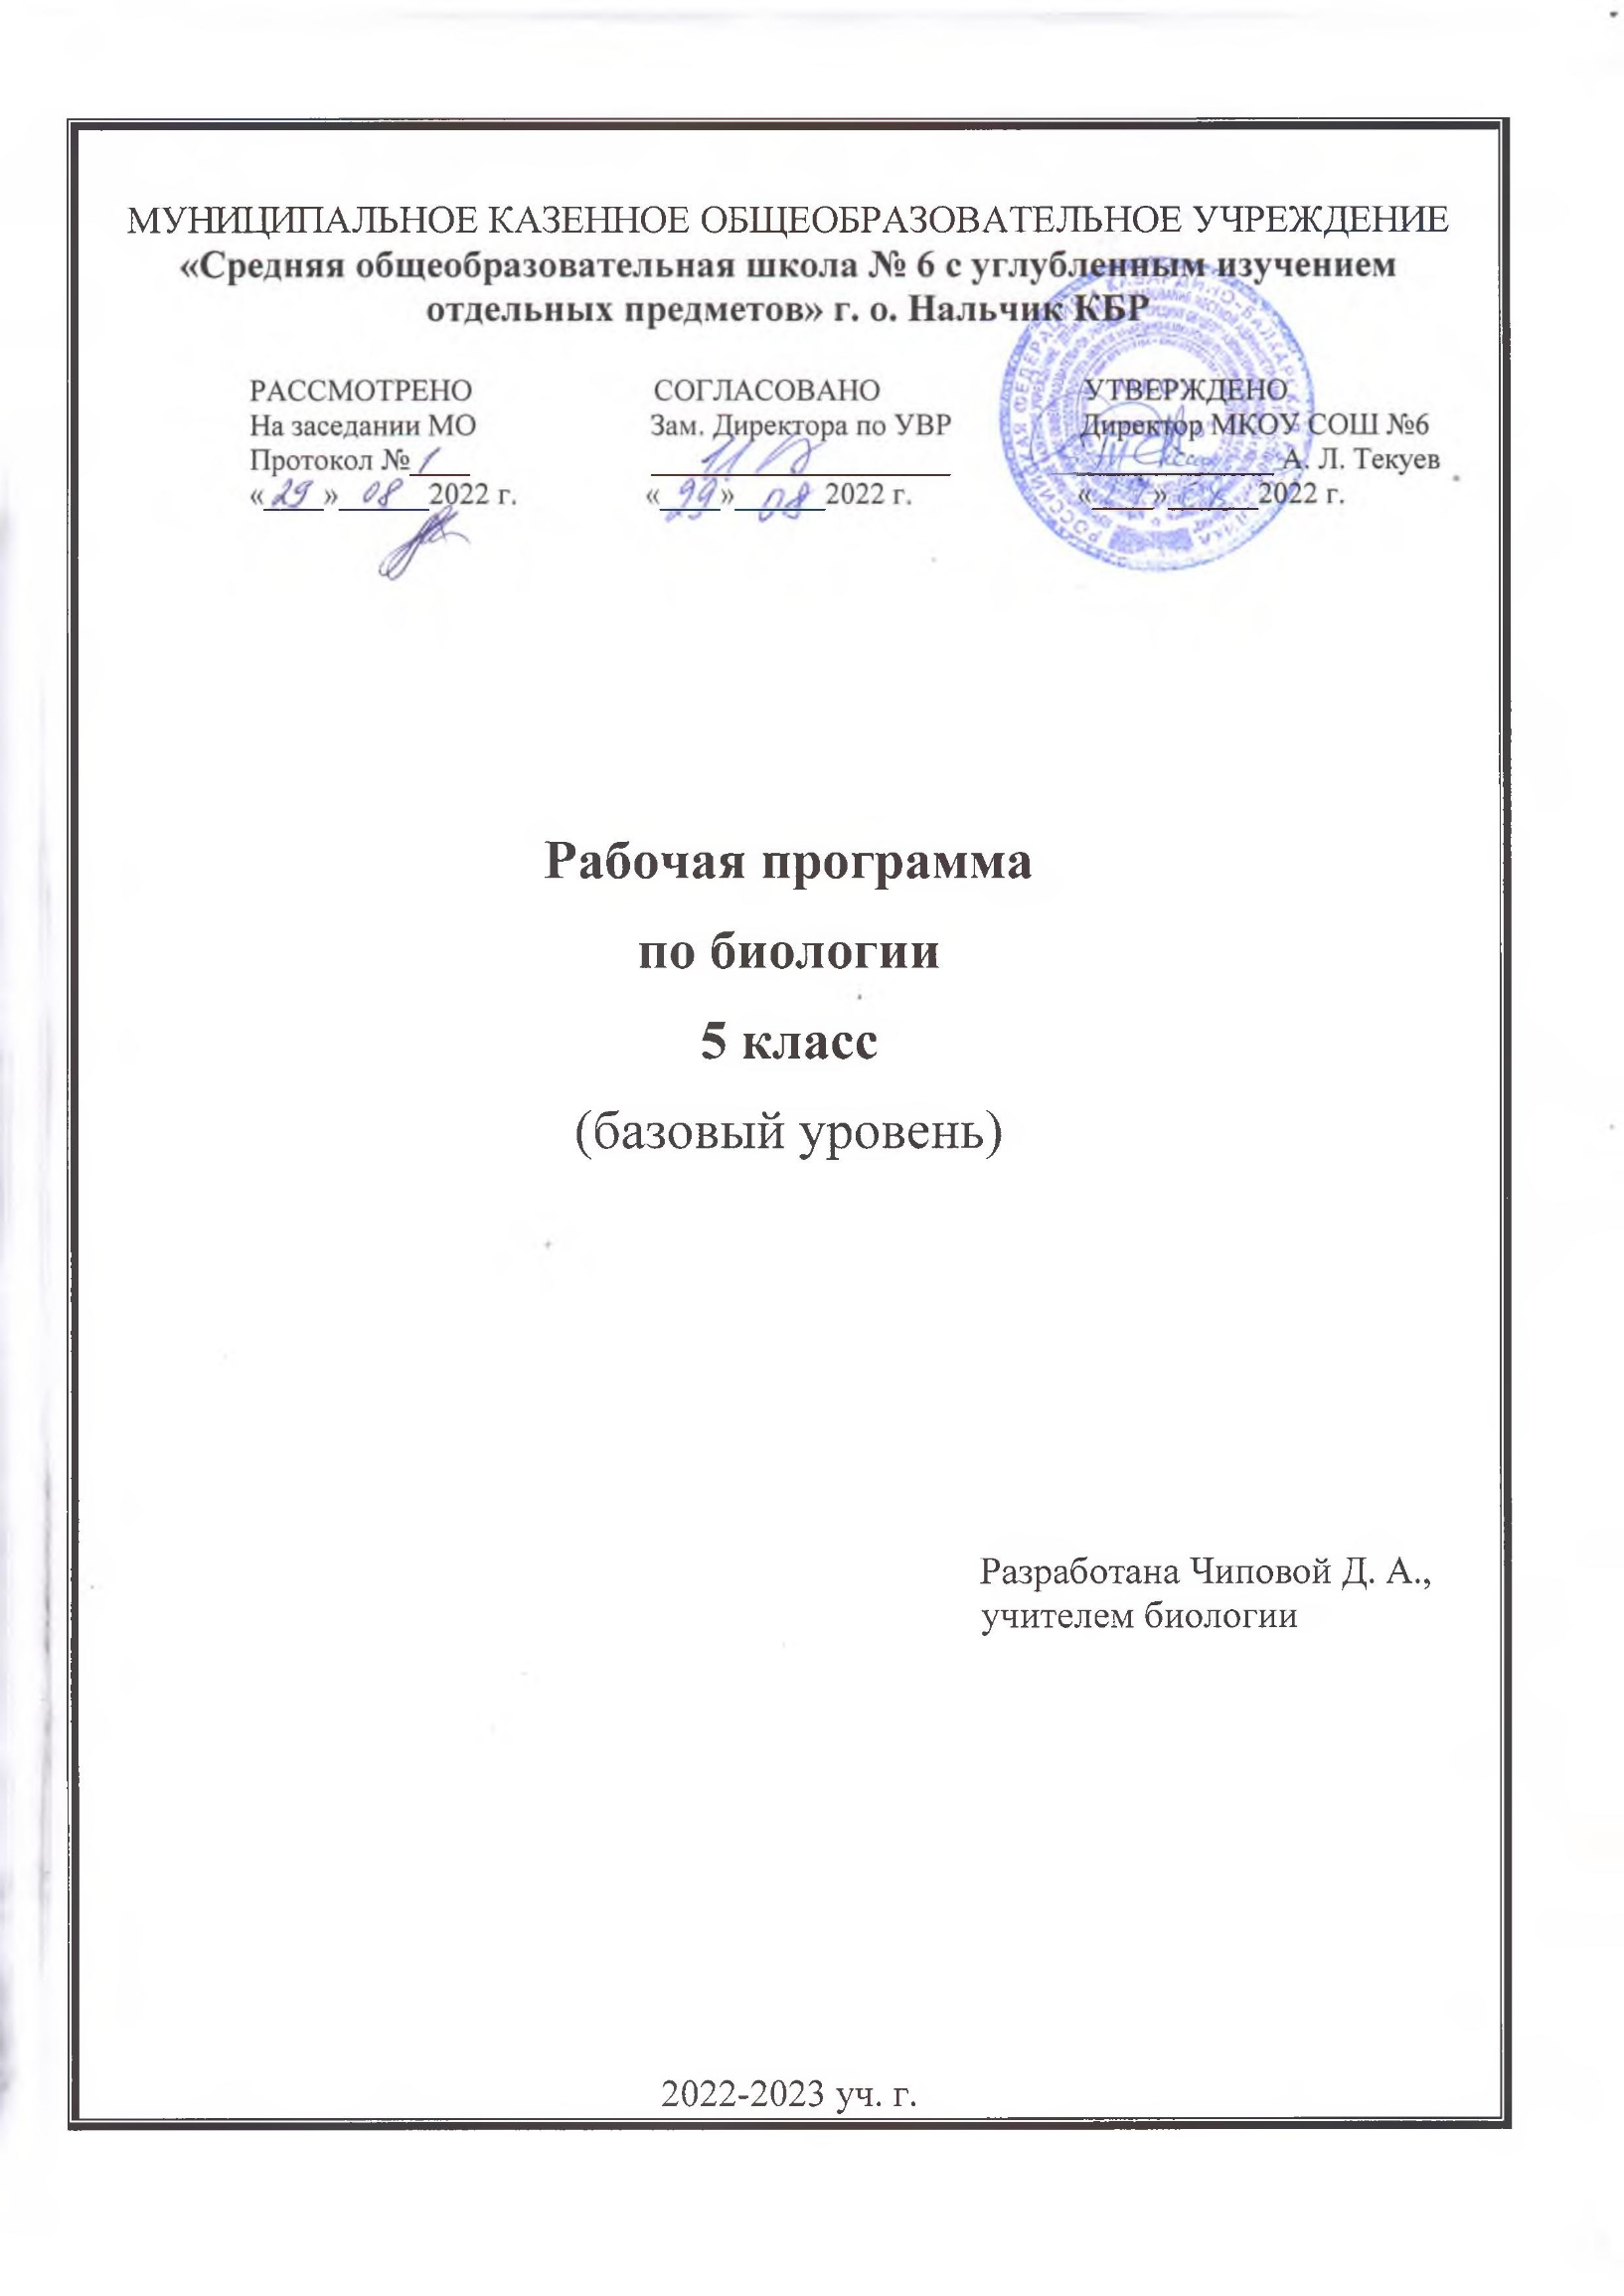 МУНИЦИПАЛЬНОЕ КАЗЕННОЕ ОБЩЕОБРАЗОВАТЕЛЬНОЕ УЧРЕЖДЕНИЕ
«Средняя общеобразовательная школа № 6 с углубленным изучением
отдельных предметов» г. о. Нальчик КБР
РАССМОТРЕНО
На заседании МО
Протокол № 1
«29» 08 2022 г.
СОГЛАСОВАНО
Зам. Директора по УВР
«29» 08 2022 г.
УТВЕРЖДЕНО
Директор МКОУ СОШ №6
А. Л. Текуев
2022 г.
Рабочая программа
по биологии
5 класс
(базовый уровень)
Разработана Чиповой Д. А.,
учителем биологии
2022-2023 уч. г.